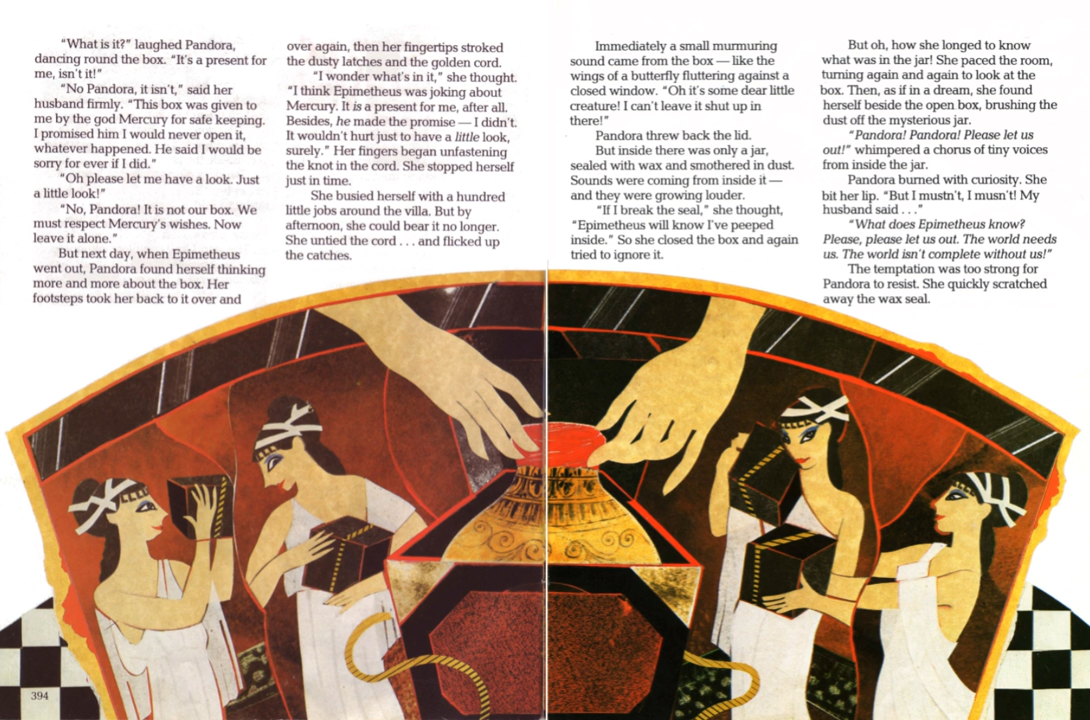 “What is it?” laughed Pandora,
dancing round the box. “It’s a present for
me, isn’t it!”
“No Pandora, it isn’t,” said her
husband firmly. “This box was given to
me by the god Mercury for safe keeping.
I promised him I would never open it,
whatever happened. He said I would be
sorry for ever if I did.”
“Oh please let me have a look. Just
a little look!”
“No, Pandora! It is not our box. We
must respect Mercury’s wishes. Now
leave it alone.”
But next day, when Epimetheus
went out, Pandora found herself thinking
more and more about the box. Her
footsteps took her back to it over and
over again, then her fingertips stroked
the dusty latches and the golden cord.
“I wonder what’s in it,” she thought.
“I think Epimetheus was joking about
Mercury. It is a present for me, after all.
Besides, he made the promise — I didn’t.
It wouldn’t hurt just to have a little look,
surely.” Her fingers began unfastening
the knot in the cord. She stopped herself
just in time.
She busied herself with a hundred
little jobs around the villa. But by
afternoon, she could bear it no longer.
She untied the cord . . . and flicked up
the catches.
Immediately a small murmuring
sound came from the box — like the
wings of a butterfly fluttering against a
closed window. “Oh it’s some dear little
creature! I can’t leave it shut up in
there!”
Pandora threw back the lid.
But inside there was only a jar,
sealed with wax and smothered in dust.
Sounds were coming from inside it —
and they were growing louder.
“If I break the seal,” she thought,
“Epimetheus will know I’ve peeped
inside.” So she closed the box and again
tried to ignore it.
But oh, how she longed to know
what was in the jar! She paced the room,
turning again and again to look at the
box. Then, as if in a dream, she found
herself beside the open box, brushing the
dust off the mysterious jar.
“Pandora! Pandora! Please let us
out!” whimpered a chorus of tiny voices
from inside the jar.
Pandora burned with curiosity. She
bit her lip. “But I mustn’t, I musn’t! My
husband said . . .”
“What does Epimetheus know?
Please, please let us out. The world needs
us. The world isn’t complete without us!”
The temptation was too strong for
Pandora to resist. She quickly scratched
away the wax seal.
394